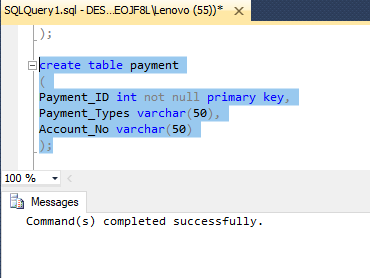 SQLQuery1.sql - DES...EOJF8L\Lenovo (55))*
);
create table payment
(
Payment_ID int not null primary key,
Payment_Types varchar(50),
Account_No varchar(50)
);
100 %
Messages
Command(s) completed successfully.